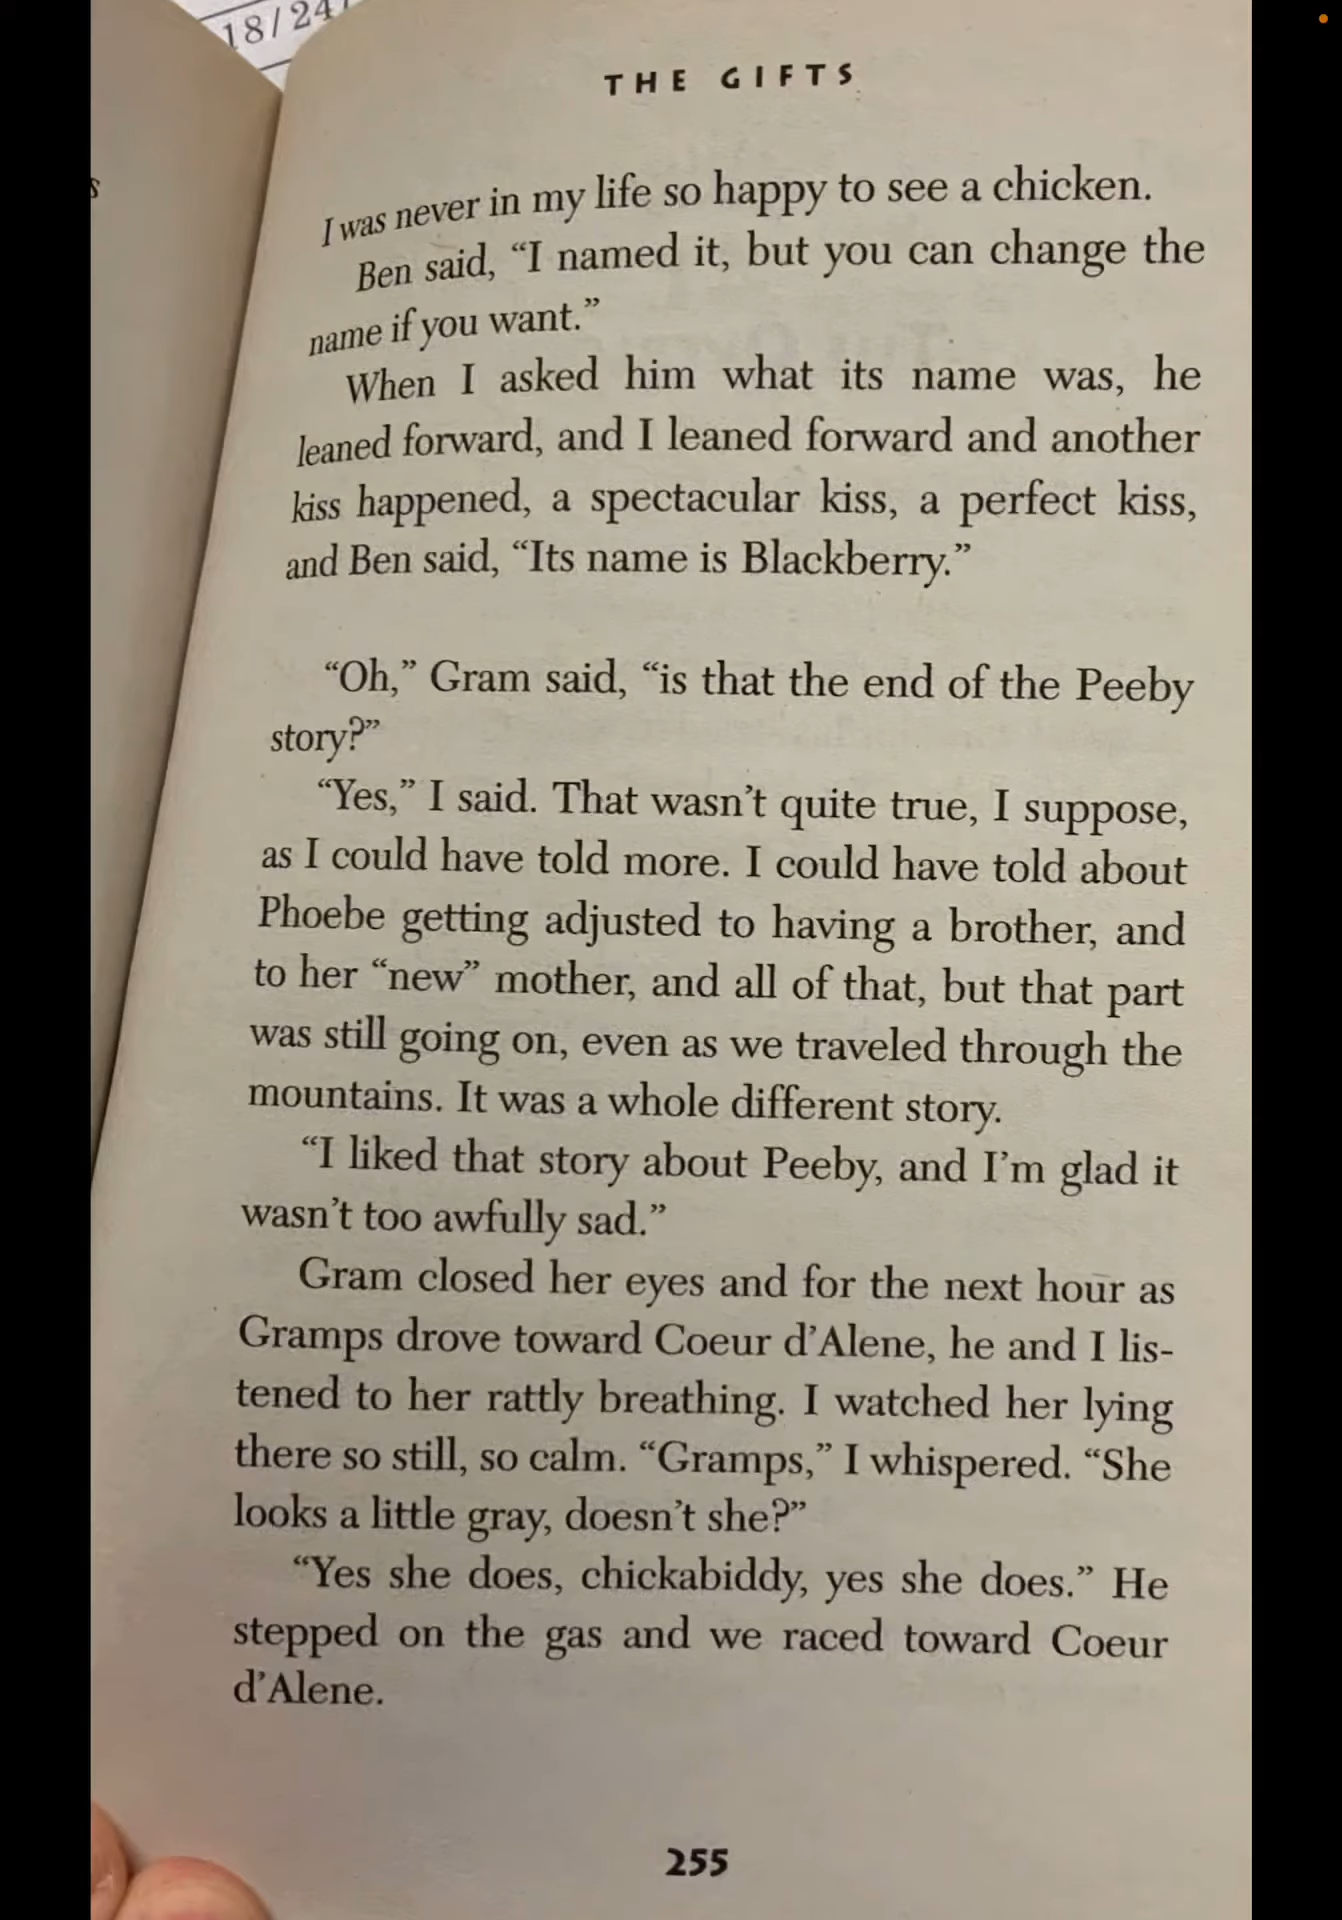 18/24
THE GIFTS
s
I was never in my life so happy to see a chicken.
Ben said, “I named it, but you can change the
name if you want.”
When I asked him what its name was, he
leaned forward, and I leaned forward and another
kiss happened, a spectacular kiss, a perfect kiss,
and Ben said, “Its name is Blackberry.”
“Oh,” Gram said, “is that the end of the Peeby
story?”
“Yes,” I said. That wasn’t quite true, I suppose,
as I could have told more. I could have told about
Phoebe getting adjusted to having a brother, and
to her “new” mother, and all of that, but that part
was still going on, even as we traveled through the
mountains. It was a whole different story.
“I liked that story about Peeby, and I’m glad it
wasn’t too awfully sad.”
Gram closed her eyes and for the next hour as
Gramps drove toward Coeur d’Alene, he and I lis-
tened to her rattly breathing. I watched her lying
there so still, so calm. “Gramps,” I whispered. “She
looks a little gray, doesn’t she?”
“Yes she does, chickabiddy, yes she does.” He
stepped on the gas and we raced toward Coeur
d’Alene.
255